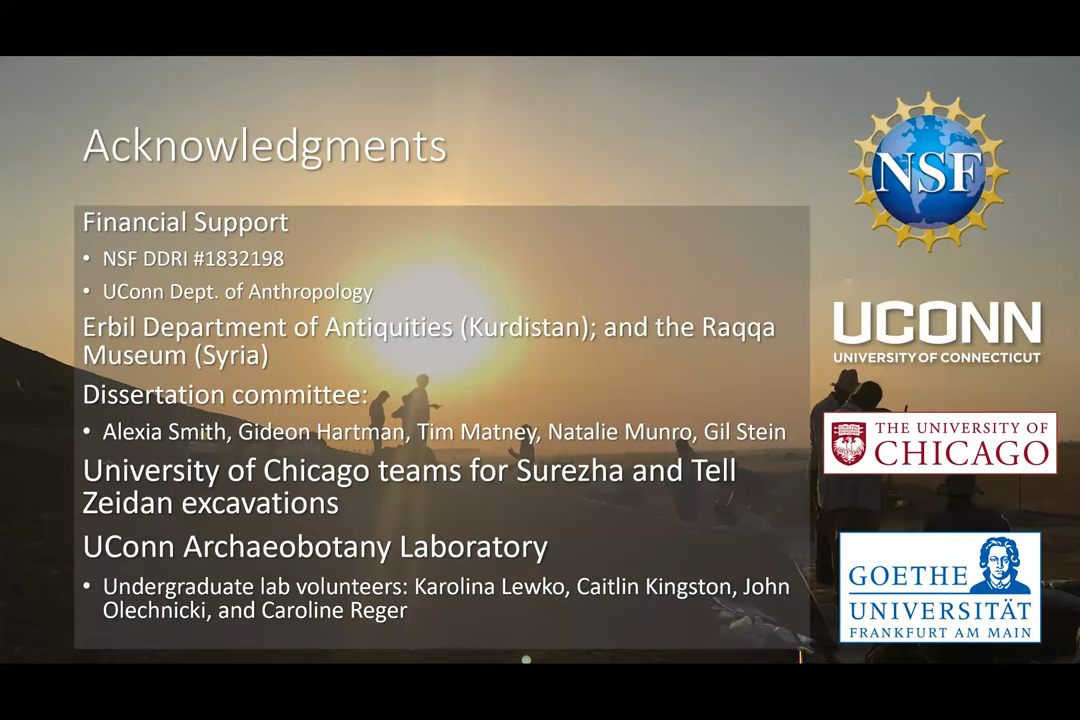 Acknowledgments
Financial Support
• NSF DDRI #1832198
• UConn Dept. of Anthropology
Erbil Department of Antiquities (Kurdistan); and the Raqqa
Museum (Syria)
Dissertation committee:
• Alexia Smith, Gideon Hartman, Tim Matney, Natalie Munro, Gil Stein
University of Chicago teams for Surezha and Tell
Zeidan excavations
UConn Archaeobotany Laboratory
• Undergraduate lab volunteers: Karolina Lewko, Caitlin Kingston, John
Olechnicki, and Caroline Reger
NSF
UCONN
UNIVERSITY OF CONNECTICUT
THE UNIVERSITY OF
CHICAGO
GOETHE
UNIVERSITÄT
FRANKFURT AM MAIN